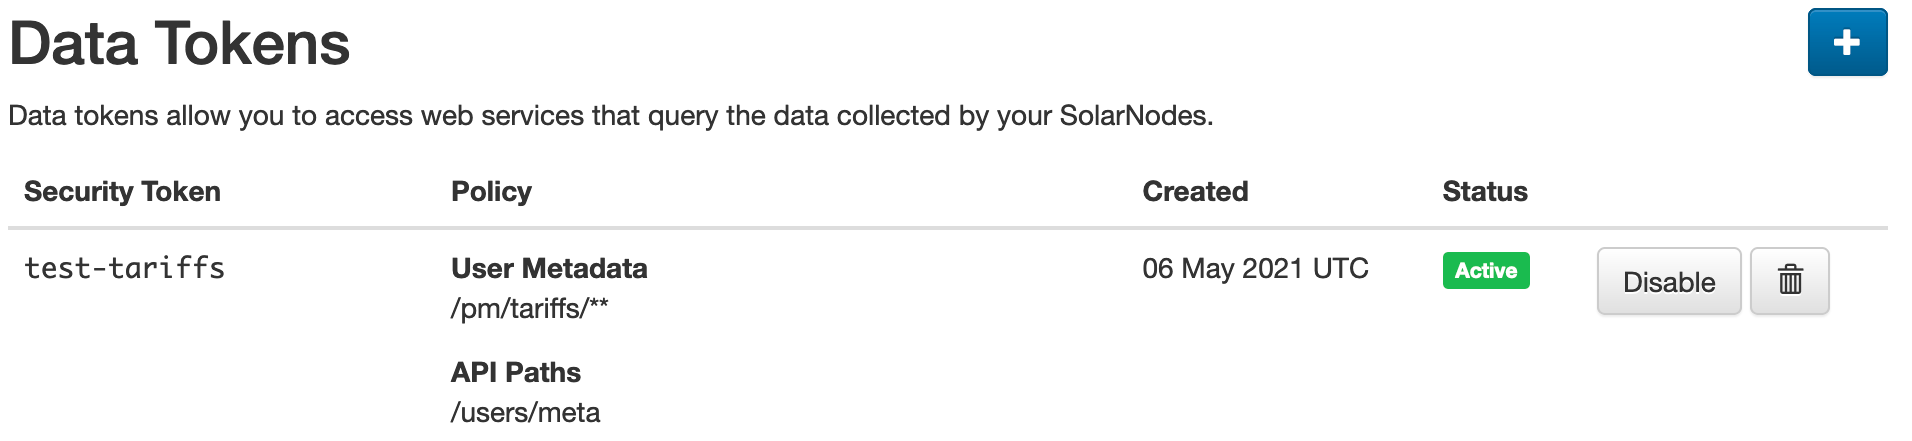 Data Tokens
Data tokens allow you to access web services that query the data collected by your SolarNodes.
Security Token Policy Created Status
test-tariffs User Metadata 06 May 2021 UTC Active Disable
/pm/tariffs/**
API Paths
/users/meta